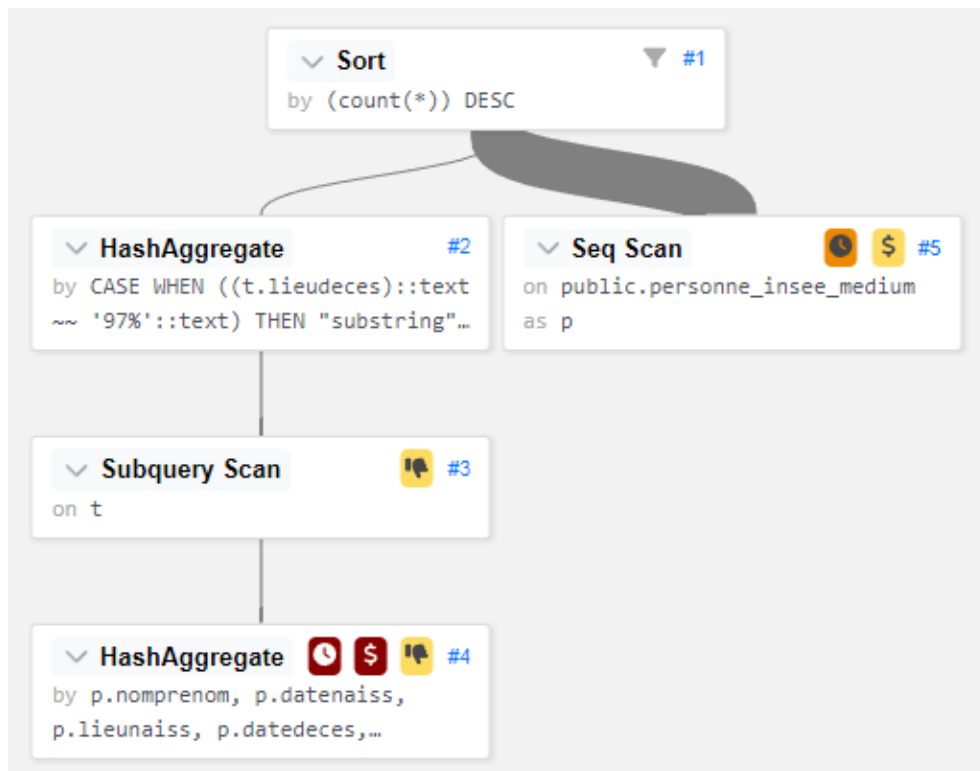 Sort #1
by (count(*)) DESC
HashAggregate #2
by CASE WHEN ((t.lieudeces)::text
~~ '97%'::text) THEN "substring"…
Seq Scan $ #5
on public.personne_insee_medium
as p
Subquery Scan #3
on t
HashAggregate $ #4
by p.nomprenom, p.datenaiss,
p.lieunaiss, p.datedeces,…